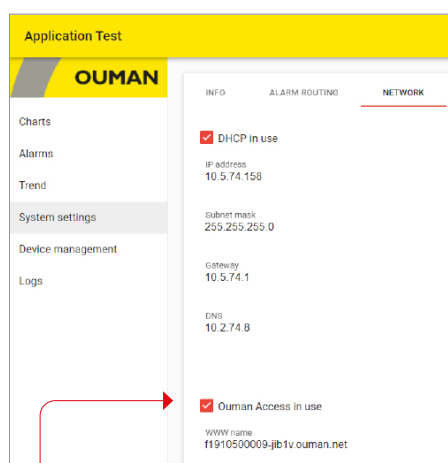 Application Test
OUMAN
Charts
Alarms
Trend
System settings
Device management
Logs
INFO ALARM ROUTING NETWORK
DHCP in use
IP address
10.5.74.158
Subnet mask
255.255.255.0
Gateway
10.5.74.1
DNS
10.2.74.8
Ouman Access in use
WWW name
f1910500009-jib1v.ouman.net